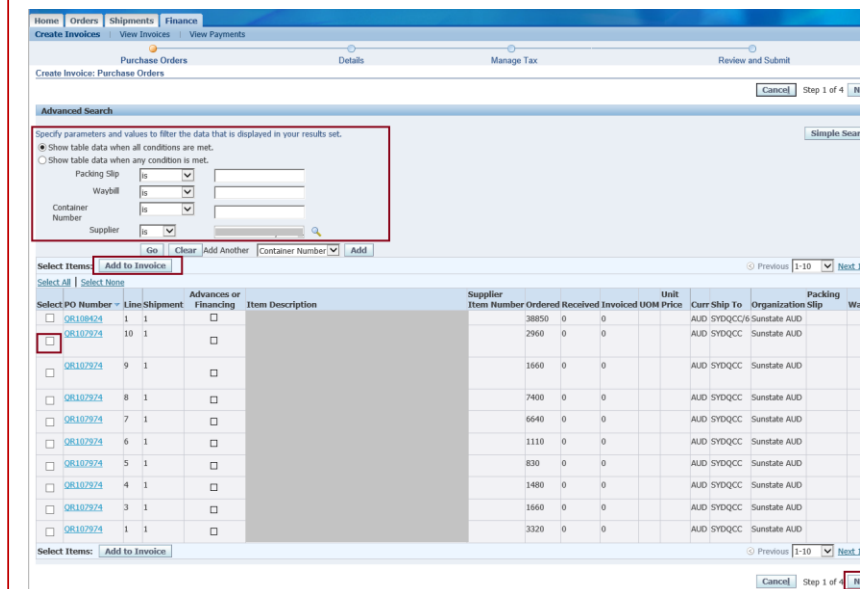 Home Orders Shipments Finance
Create Invoices | View Invoices | View Payments
Purchase Orders Details Manage Tax Review and Submit
Create Invoice: Purchase Orders
Cancel Step 1 of 4
Advanced Search
Specify parameters and values to filter the data that is displayed in your results set.
Simple Sear
Show table data when all conditions are met.
Show table data when any condition is met.
Packing Slip is
Waybill is
Container Number is
Supplier is
Go Clear Add Another Container Number Add
Select Items: Add to Invoice Previous 1-10 Next 1
Select All | Select None
Select PO Number Line Shipment Advances or Financing Item Description Supplier Item Number Ordered Received Invoiced UOM Unit Price Curr Ship To Organization Packing Slip Wa
QR108424 1 1 38850 0 0 AUD SYDQCC/6 Sunstate AUD
QR107974 10 1 2960 0 0 AUD SYDQCC Sunstate AUD
QR107974 9 1 1660 0 0 AUD SYDQCC Sunstate AUD
QR107974 8 1 7400 0 0 AUD SYDQCC Sunstate AUD
QR107974 7 1 6640 0 0 AUD SYDQCC Sunstate AUD
QR107974 6 1 1110 0 0 AUD SYDQCC Sunstate AUD
QR107974 5 1 830 0 0 AUD SYDQCC Sunstate AUD
QR107974 4 1 1480 0 0 AUD SYDQCC Sunstate AUD
QR107974 3 1 1660 0 0 AUD SYDQCC Sunstate AUD
QR107974 1 1 3320 0 0 AUD SYDQCC Sunstate AUD
Select Items: Add to Invoice Previous 1-10 Next 1
Cancel Step 1 of 4